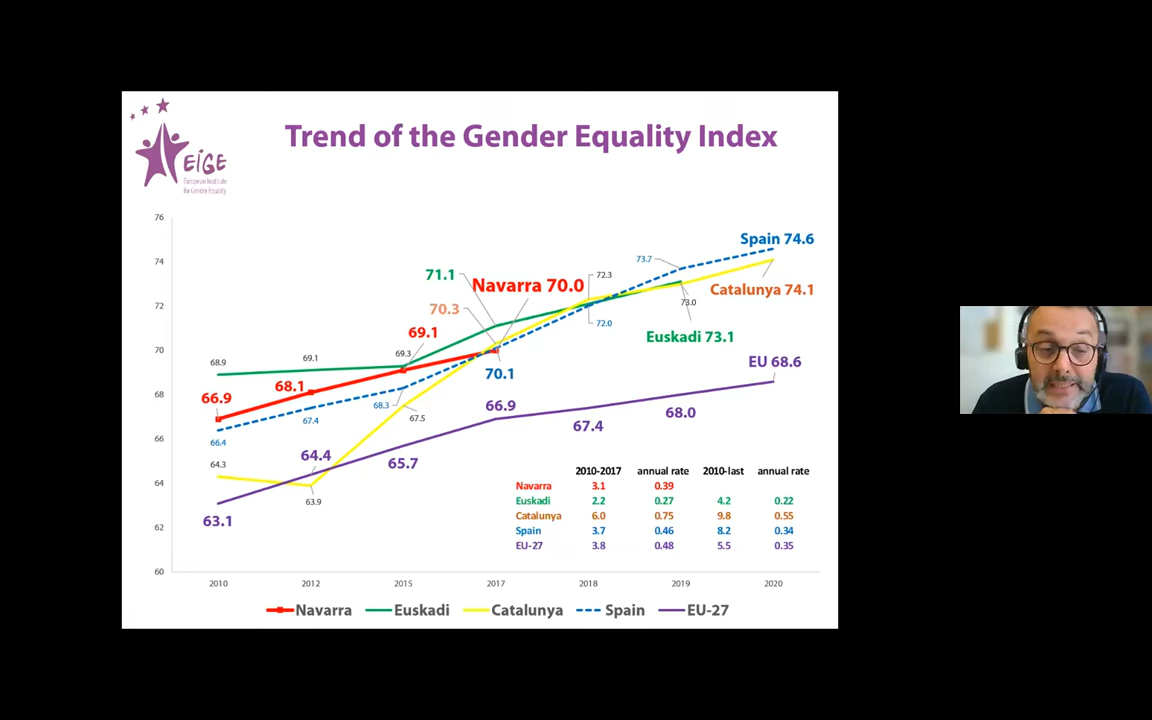 Trend of the Gender Equality Index
EIGE
European Institute
for Gender Equality
76
74
72
70
68
66
64
62
60
Spain 74.6
73.7
Catalunya 74.1
71.1
Navarra 70.0
72.3
73.0
70.3
72.0
69.1
Euskadi 73.1
68.9
69.1
69.3
EU 68.6
70.1
66.9
68.1
68.3
67.5
66.9
68.0
67.4
66.4
67.4
64.3
64.4
65.7
63.9
63.1
2010-2017 annual rate 2010-last annual rate
Navarra 3.1 0.39
Euskadi 2.2 0.27 4.2 0.22
Catalunya 6.0 0.75 9.8 0.55
Spain 3.7 0.46 8.2 0.34
EU-27 3.8 0.48 5.5 0.35
2010 2012 2015 2017 2018 2019 2020
Navarra Euskadi Catalunya Spain EU-27